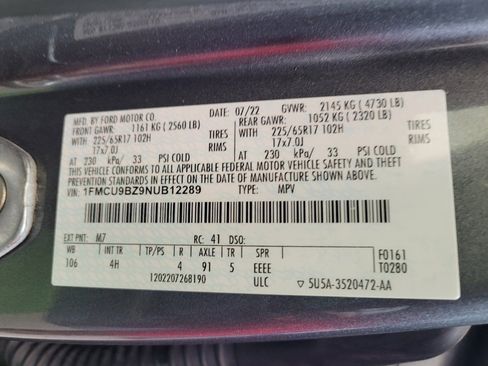 MFD. BY FORD MOTOR CO. 07/22 GVWR: 2145 KG (4730 LB)
FRONT GAWR: 1161 KG (2560 LB) REAR GAWR: 1052 KG (2320 LB)
225/65R17 102H TIRES 225/65R17 102H TIRES
17x7.0J RIMS 17x7.0J RIMS
AT 230 kPa/ 33 PSI COLD AT 230 kPa/ 33 PSI COLD
THIS VEHICLE CONFORMS TO ALL APPLICABLE FEDERAL MOTOR VEHICLE SAFETY AND THEFT
PREVENTION STANDARDS IN EFFECT ON THE DATE OF MANUFACTURE SHOWN ABOVE.
VIN: 1FMCU9BZ9NUB12289 TYPE: MPV
EXT PNT: M7 RC: 41 DSO:
WB INT TR TP/PS R AXLE TR SPR F0161
106 4H 4 91 5 EEEE T0280
1202207268190 ULC ▽ 5U5A-3520472-AA